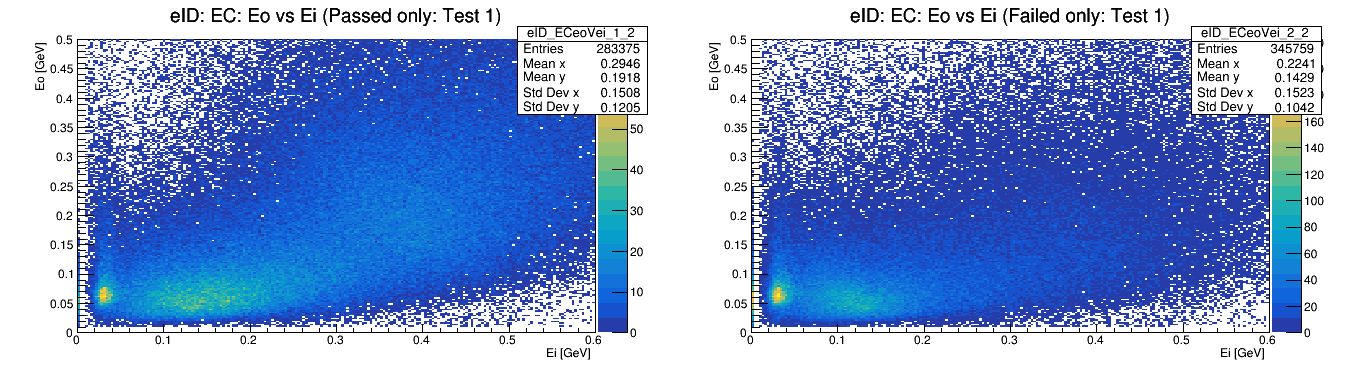 eID: EC: Eo vs Ei (Passed only: Test 1)
eID_ECeoVei_1_2
Entries 283375
Mean x 0.2946
Mean y 0.1918
Std Dev x 0.1508
Std Dev y 0.1205
Eo [GeV]
0.5
0.45
0.4
0.35
0.3
0.25
0.2
0.15
0.1
0.05
0
0 0.1 0.2 0.3 0.4 0.5 0.6
Ei [GeV]
50
40
30
20
10
0
eID: EC: Eo vs Ei (Failed only: Test 1)
eID_ECeoVei_2_2
Entries 345759
Mean x 0.2241
Mean y 0.1429
Std Dev x 0.1523
Std Dev y 0.1042
Eo [GeV]
0.5
0.45
0.4
0.35
0.3
0.25
0.2
0.15
0.1
0.05
0
0 0.1 0.2 0.3 0.4 0.5 0.6
Ei [GeV]
160
140
120
100
80
60
40
20
0